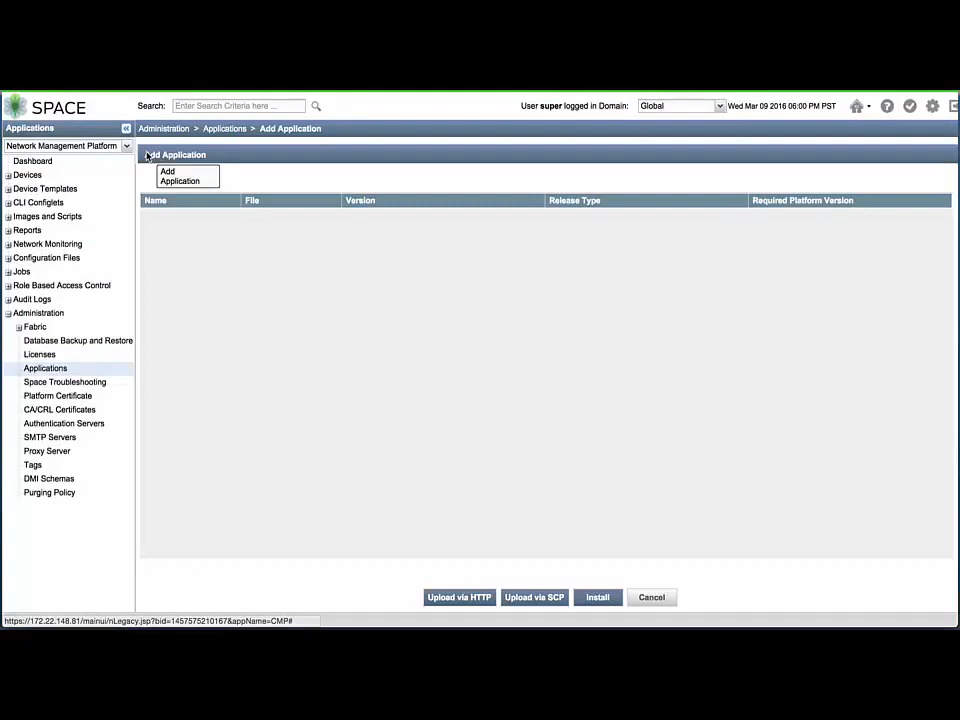 SPACE
Search: Enter Search Criteria here ...
User super logged in Domain: Global Wed Mar 09 2016 06:00 PM PST
Applications
Administration > Applications > Add Application
Network Management Platform
Dashboard
Devices
Device Templates
CLI Configlets
Images and Scripts
Reports
Network Monitoring
Configuration Files
Jobs
Role Based Access Control
Audit Logs
Administration
Fabric
Database Backup and Restore
Licenses
Applications
Space Troubleshooting
Platform Certificate
CA/CRL Certificates
Authentication Servers
SMTP Servers
Proxy Server
Tags
DMI Schemas
Purging Policy
Add Application
Add
Application
Name File Version Release Type Required Platform Version
Upload via HTTP Upload via SCP Install Cancel
https://172.22.148.81/mainui/nLegacy.jsp?bid=1457575210167&appName=CMP#